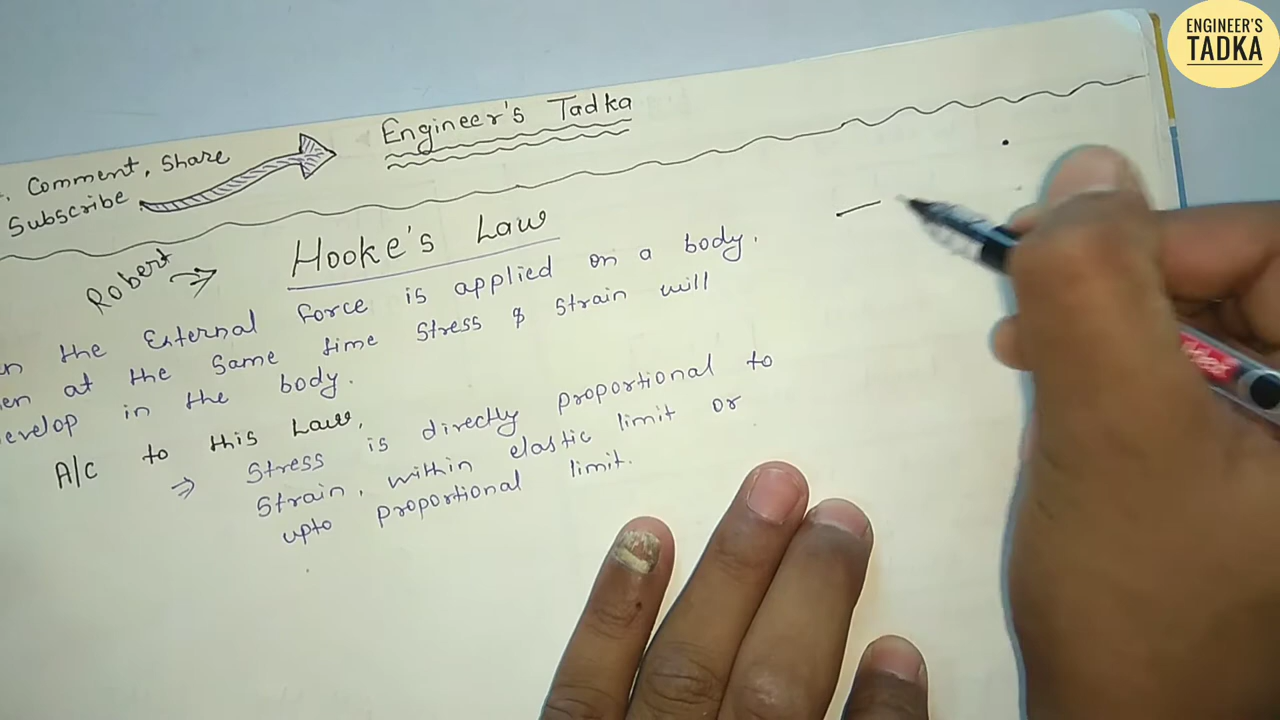 Engineer's Tadka
Comment, Share
Subscribe
Robert
Hooke's Law
the External force is applied on a body.
at the same time stress & strain will
in the body.
A/c to this Law,
⇒ Stress is directly proportional to
Strain, within elastic limit or
upto proportional limit.
ENGINEER'S
TADKA